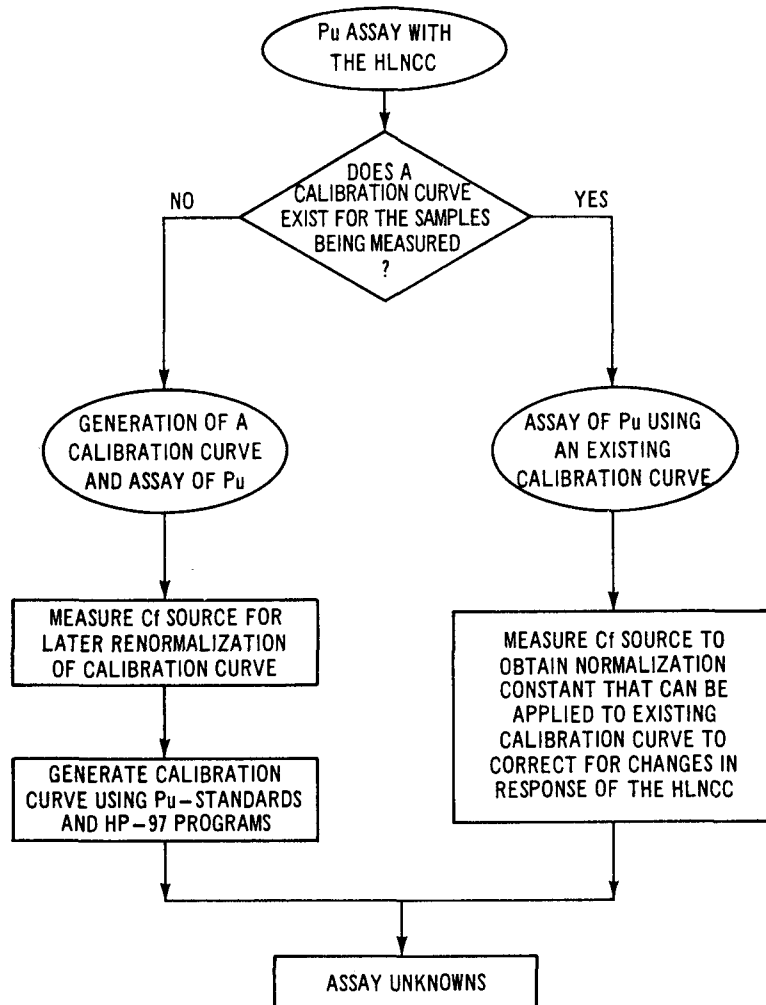 Pu ASSAY WITH
THE HLNCC
DOES A
CALIBRATION CURVE
EXIST FOR THE SAMPLES
BEING MEASURED
?
NO
YES
GENERATION OF A
CALIBRATION CURVE
AND ASSAY OF Pu
ASSAY OF Pu USING
AN EXISTING
CALIBRATION CURVE
MEASURE Cf SOURCE FOR
LATER RENORMALIZATION
OF CALIBRATION CURVE
MEASURE Cf SOURCE TO
OBTAIN NORMALIZATION
CONSTANT THAT CAN BE
APPLIED TO EXISTING
CALIBRATION CURVE TO
CORRECT FOR CHANGES IN
RESPONSE OF THE HLNCC
GENERATE CALIBRATION
CURVE USING Pu-STANDARDS
AND HP-97 PROGRAMS
ASSAY UNKNOWNS